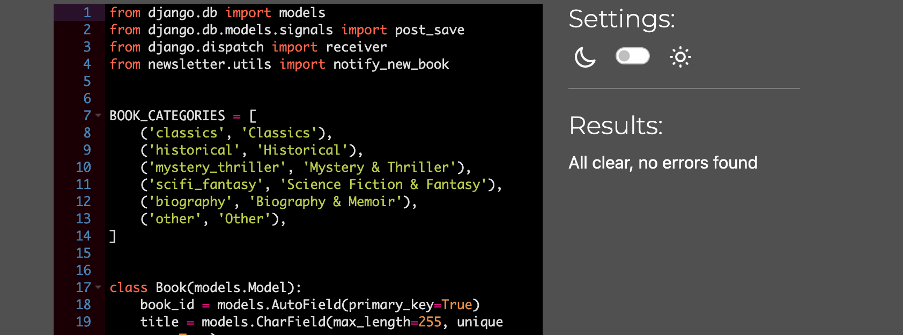 1 from django.db import models
2 from django.db.models.signals import post_save
3 from django.dispatch import receiver
4 from newsletter.utils import notify_new_book
5
6
7 BOOK_CATEGORIES = [
8     ('classics', 'Classics'),
9     ('historical', 'Historical'),
10     ('mystery_thriller', 'Mystery & Thriller'),
11     ('scifi_fantasy', 'Science Fiction & Fantasy'),
12     ('biography', 'Biography & Memoir'),
13     ('other', 'Other'),
14 ]
15
16
17 class Book(models.Model):
18     book_id = models.AutoField(primary_key=True)
19     title = models.CharField(max_length=255, unique
Settings:
Results:
All clear, no errors found